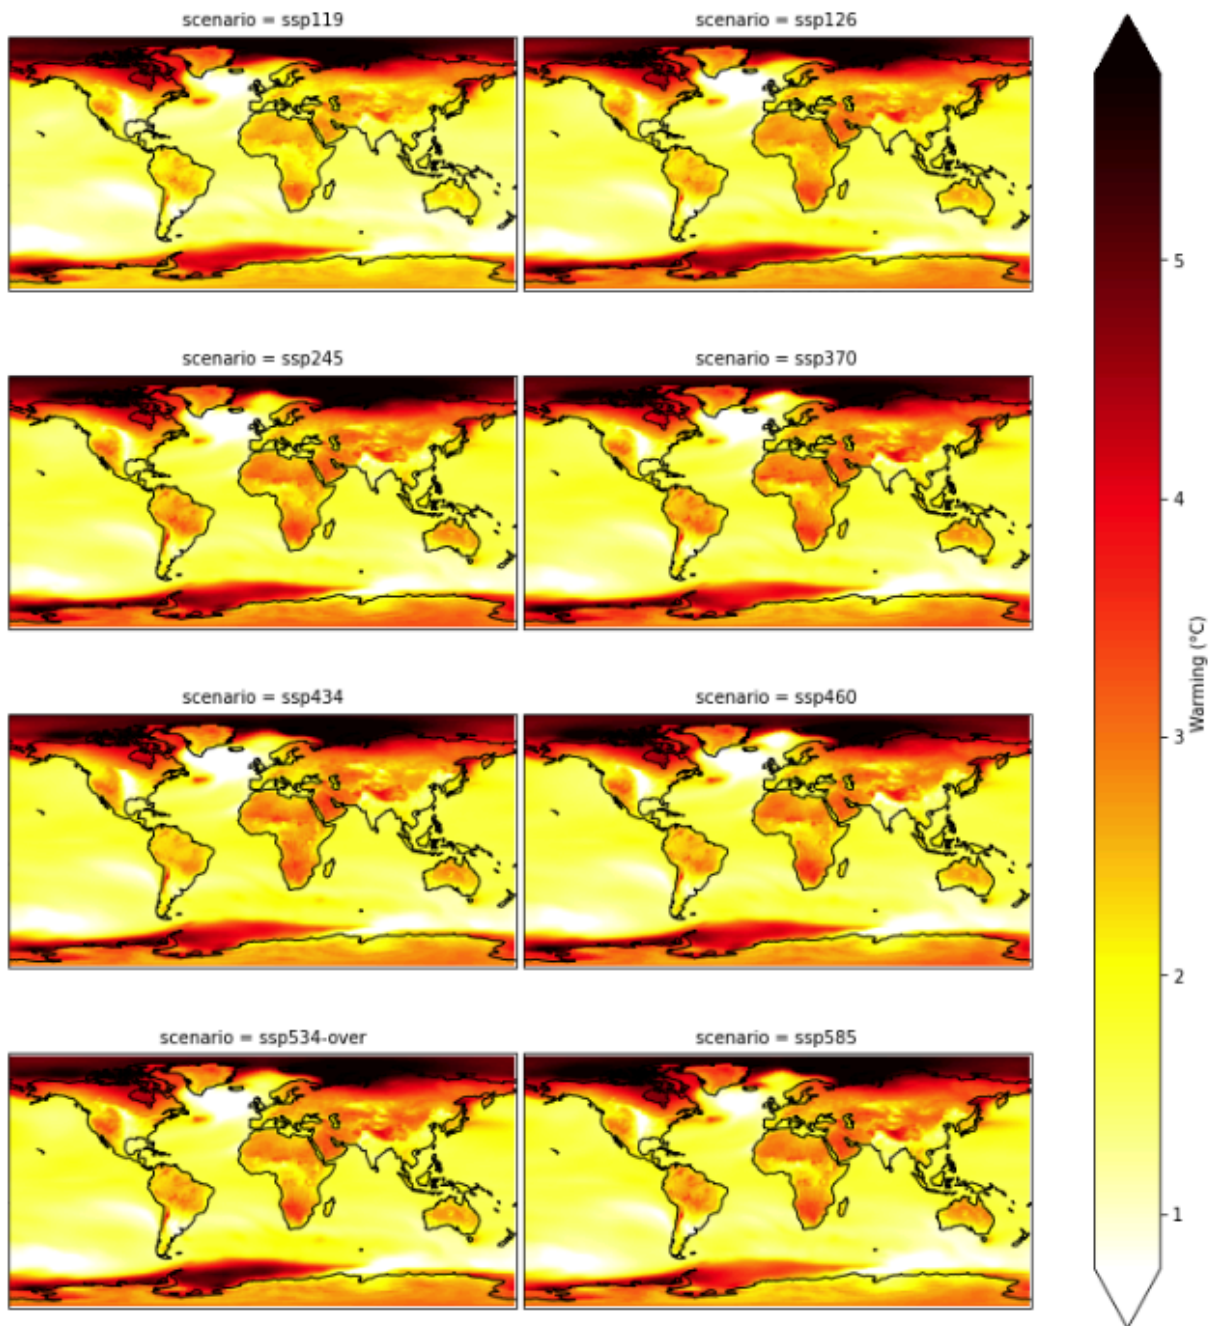 scenario = ssp119
scenario = ssp126
scenario = ssp245
scenario = ssp370
scenario = ssp434
scenario = ssp460
scenario = ssp534-over
scenario = ssp585
5
4
3
2
1
Warming (°C)